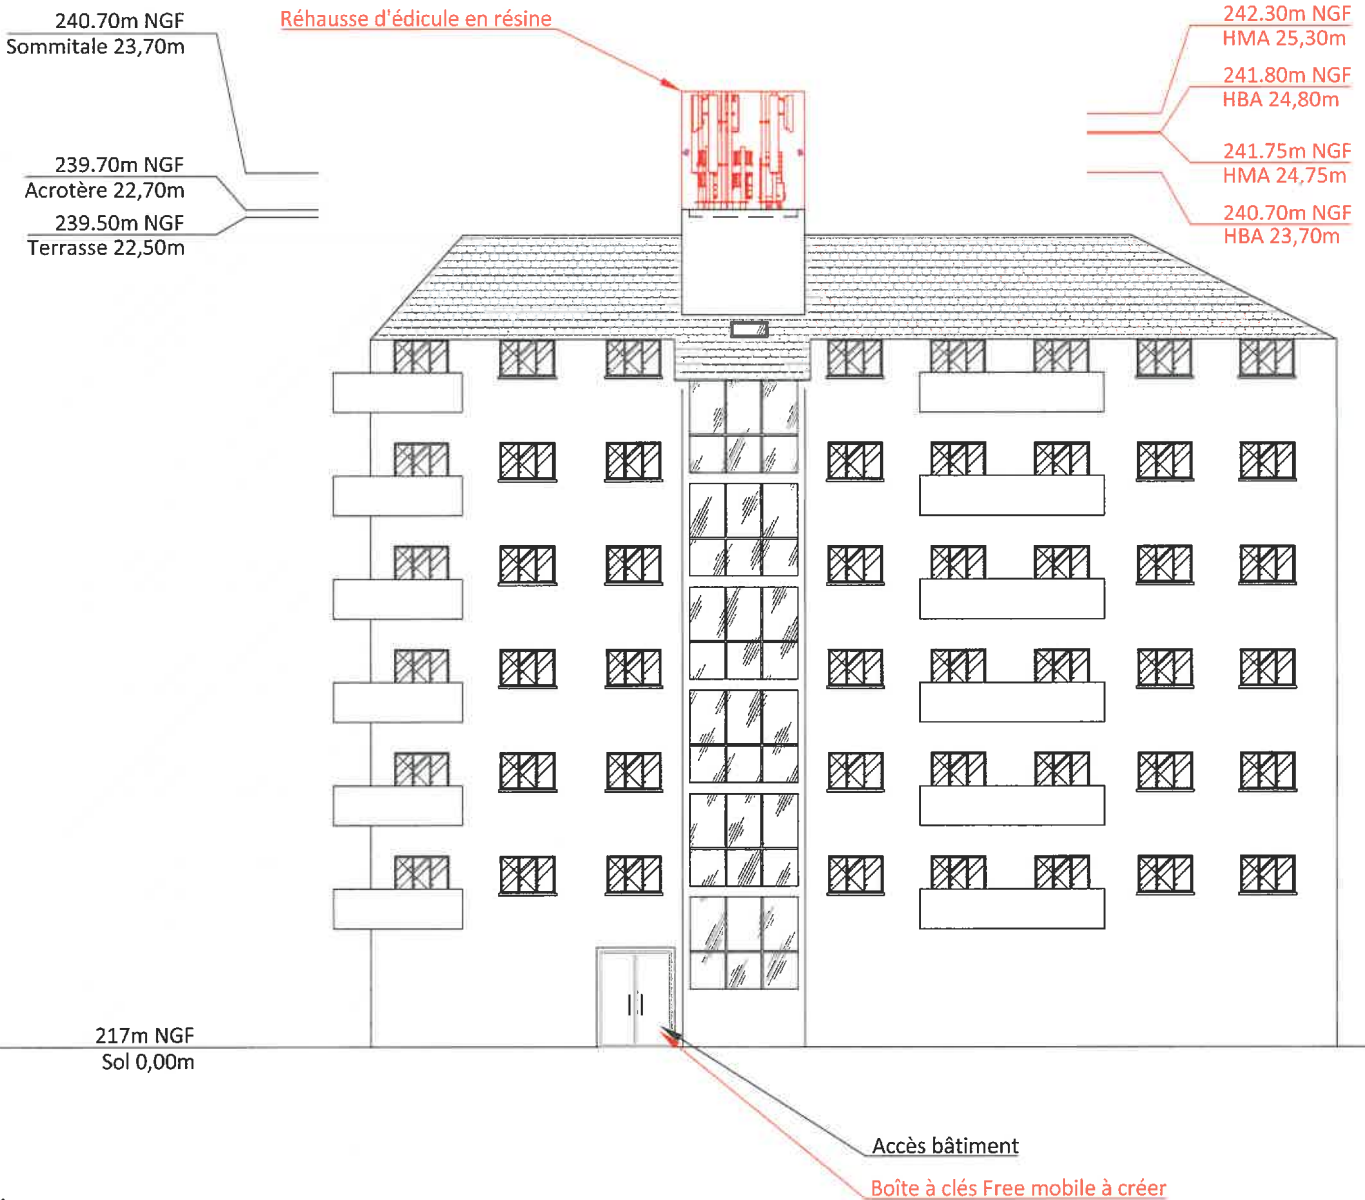 240.70m NGF
Sommitale 23,70m
239.70m NGF
Acrotère 22,70m
239.50m NGF
Terrasse 22,50m
Réhausse d'édicule en résine
242.30m NGF
HMA 25,30m
241.80m NGF
HBA 24,80m
241.75m NGF
HMA 24,75m
240.70m NGF
HBA 23,70m
217m NGF
Sol 0,00m
Accès bâtiment
Boîte à clés Free mobile à créer